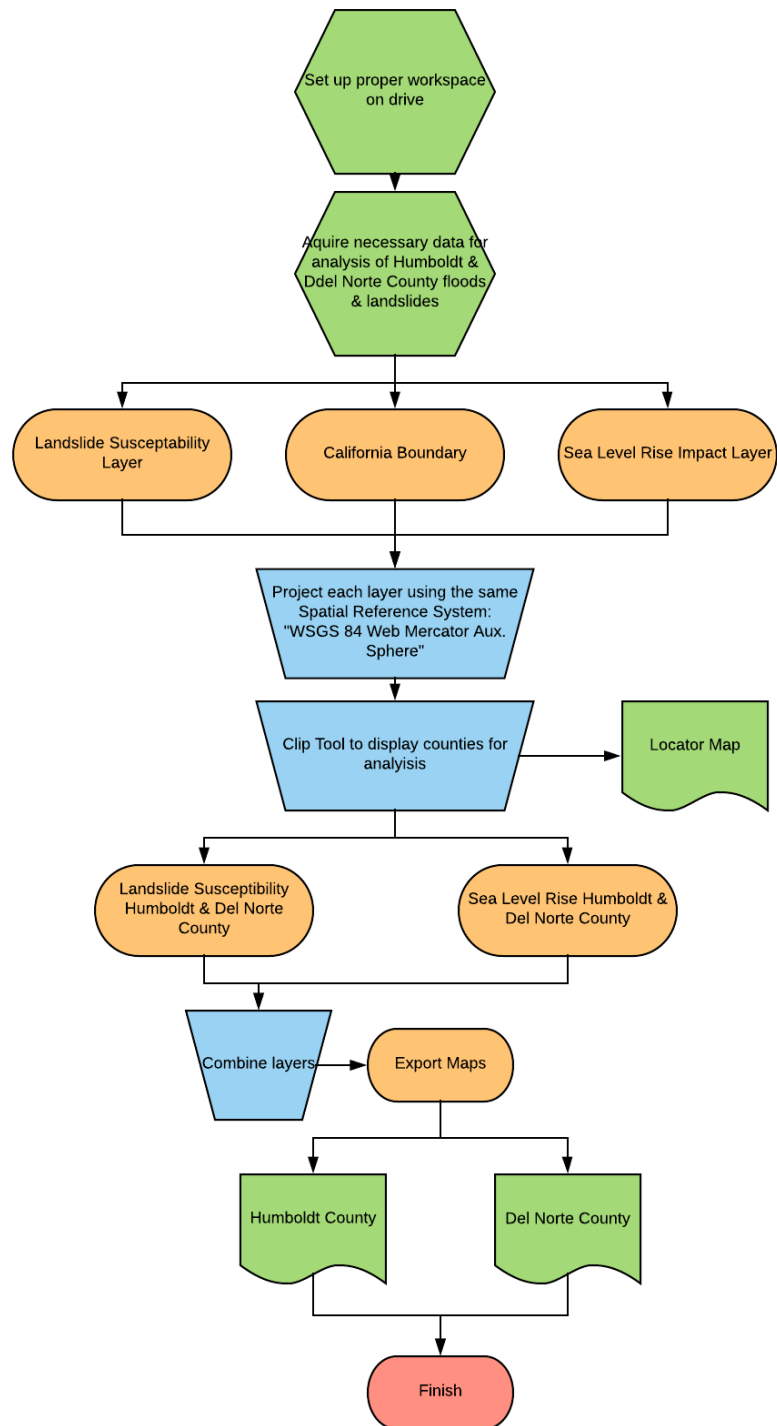 Set up proper workspace
on drive
Aquire necessary data for
analysis of Humboldt &
Ddel Norte County floods
& landslides
Landslide Susceptability
Layer
California Boundary
Sea Level Rise Impact Layer
Project each layer using the same
Spatial Reference System:
"WSGS 84 Web Mercator Aux.
Sphere"
Clip Tool to display counties for
analyisis
Locator Map
Landslide Susceptibility
Humboldt & Del Norte
County
Sea Level Rise Humboldt &
Del Norte County
Combine layers
Export Maps
Humboldt County
Del Norte County
Finish